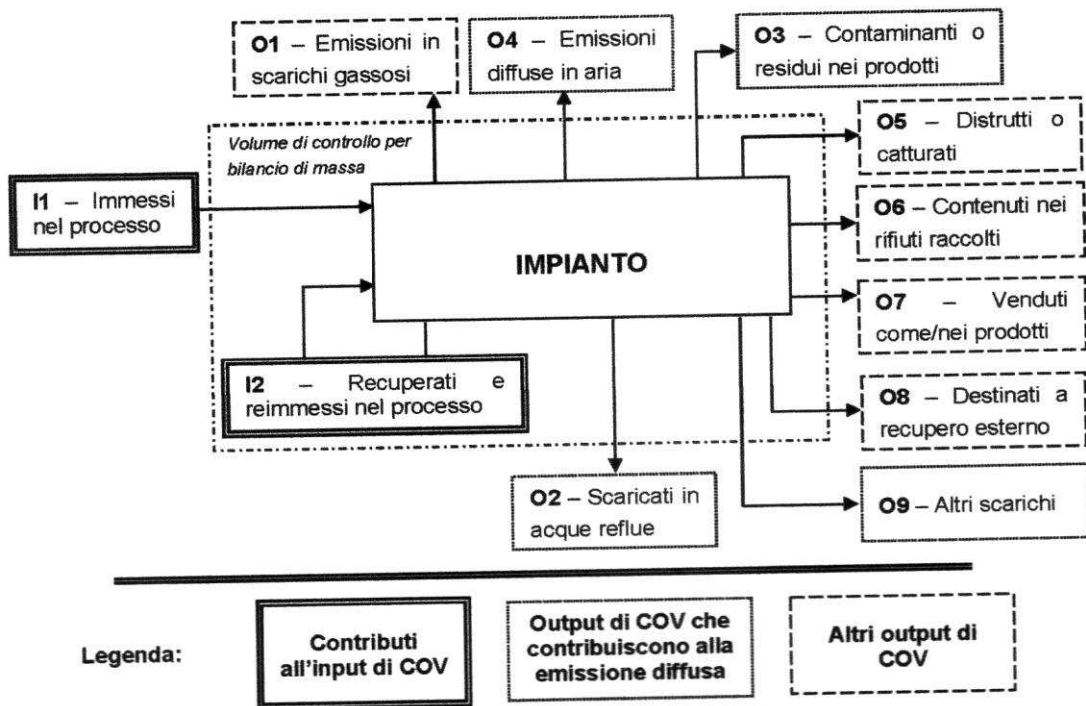 O1 – Emissioni in
scarichi gassosi
O4 – Emissioni
diffuse in aria
O3 – Contaminanti o
residui nei prodotti
Volume di controllo per
bilancio di massa
O5 – Distrutti o
catturati
I1 – Immessi
nel processo
O6 – Contenuti nei
rifiuti raccolti
IMPIANTO
O7 – Venduti
come/nei prodotti
I2 – Recuperati e
reimmessi nel processo
O8 – Destinati a
recupero esterno
O2 – Scaricati in
acque reflue
O9 – Altri scarichi
Legenda:
Contributi
all'input di COV
Output di COV che
contribuiscono alla
emissione diffusa
Altri output di
COV